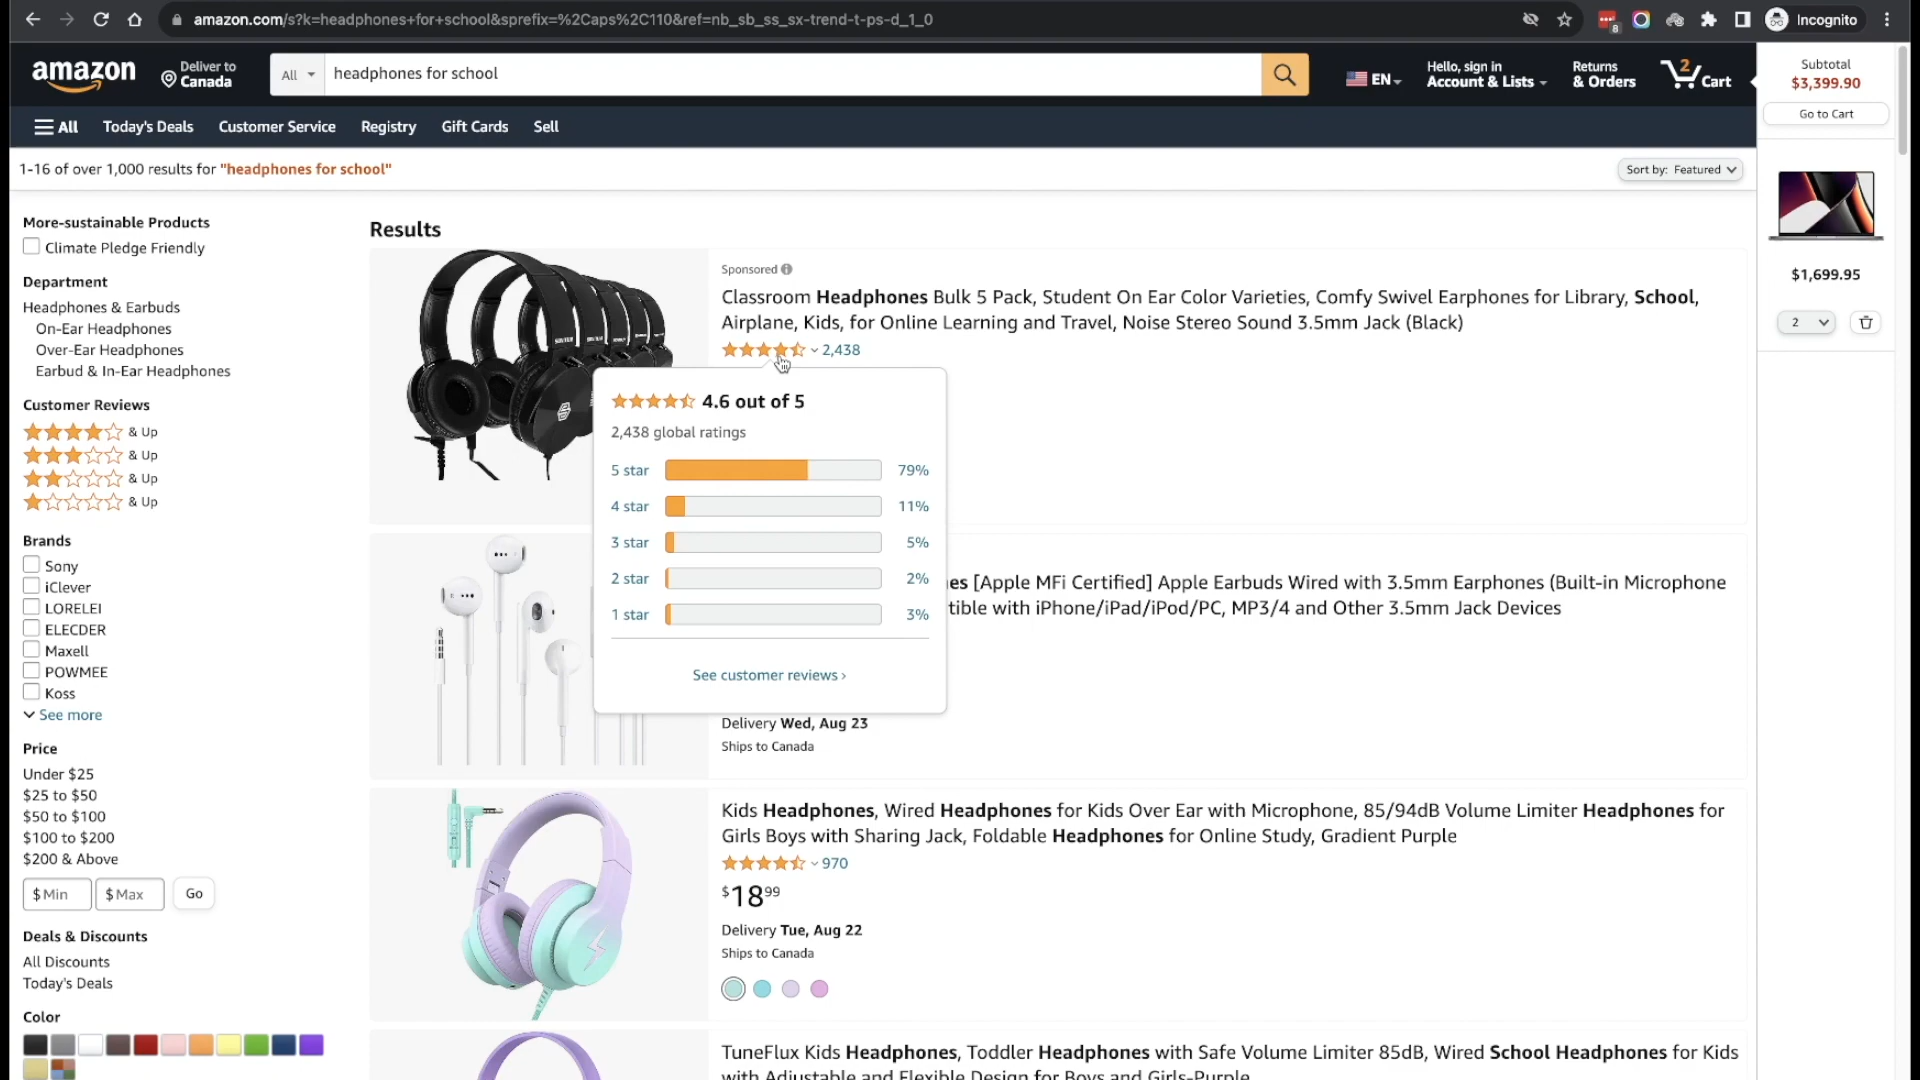 amazon.com/s?k=headphones+for+school&sprefix=%2Caps%2C110&ref=nb_sb_ss_sx-trend-t-ps-d_1_0
8
Incognito
amazon
Deliver to
Canada
All
headphones for school
EN
Hello, sign in
Account & Lists
Returns
& Orders
2
Cart
Subtotal
$3,399.90
Go to Cart
All
Today's Deals
Customer Service
Registry
Gift Cards
Sell
1-16 of over 1,000 results for "headphones for school"
Sort by: Featured
$1,699.95
2
More-sustainable Products
Climate Pledge Friendly
Department
Headphones & Earbuds
On-Ear Headphones
Over-Ear Headphones
Earbud & In-Ear Headphones
Customer Reviews
& Up
& Up
& Up
& Up
Brands
Sony
iClever
LORELEI
ELECDER
Maxell
POWMEE
Koss
See more
Price
Under $25
$25 to $50
$50 to $100
$100 to $200
$200 & Above
$ Min
$ Max
Go
Deals & Discounts
All Discounts
Today's Deals
Color
Results
Sponsored
Classroom Headphones Bulk 5 Pack, Student On Ear Color Varieties, Comfy Swivel Earphones for Library, School,
Airplane, Kids, for Online Learning and Travel, Noise Stereo Sound 3.5mm Jack (Black)
2,438
4.6 out of 5
2,438 global ratings
5 star 79%
4 star 11%
3 star 5%
2 star 2%
1 star 3%
See customer reviews ›
es [Apple MFi Certified] Apple Earbuds Wired with 3.5mm Earphones (Built-in Microphone
tible with iPhone/iPad/iPod/PC, MP3/4 and Other 3.5mm Jack Devices
Delivery Wed, Aug 23
Ships to Canada
Kids Headphones, Wired Headphones for Kids Over Ear with Microphone, 85/94dB Volume Limiter Headphones for
Girls Boys with Sharing Jack, Foldable Headphones for Online Study, Gradient Purple
970
$18 99
Delivery Tue, Aug 22
Ships to Canada
TuneFlux Kids Headphones, Toddler Headphones with Safe Volume Limiter 85dB, Wired School Headphones for Kids
with Adjustable and Flexible Design for Boys and Girls-Purple